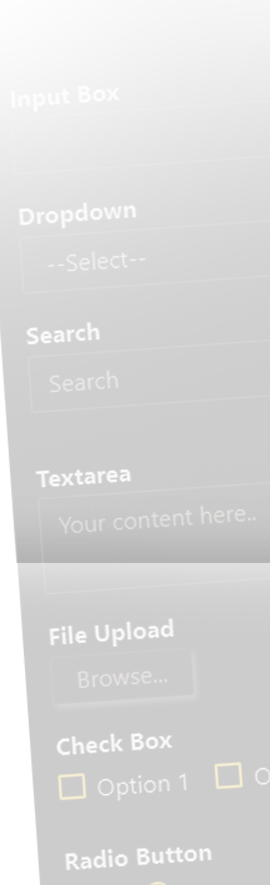 Input Box
Dropdown
--Select--
Search
Search
Textarea
Your content here..
File Upload
Browse...
Check Box
Option 1
Radio Button